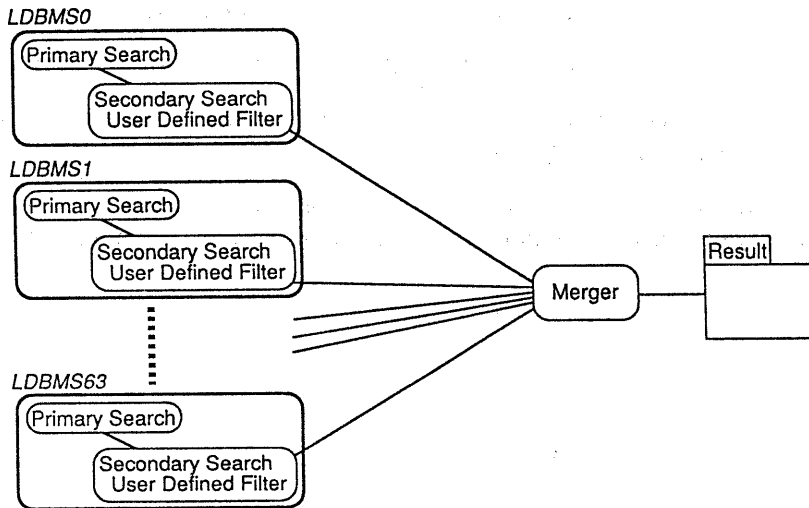 LDBMS0
Primary Search
Secondary Search
User Defined Filter
LDBMS1
Primary Search
Secondary Search
User Defined Filter
Result
Merger
LDBMS63
Primary Search
Secondary Search
User Defined Filter